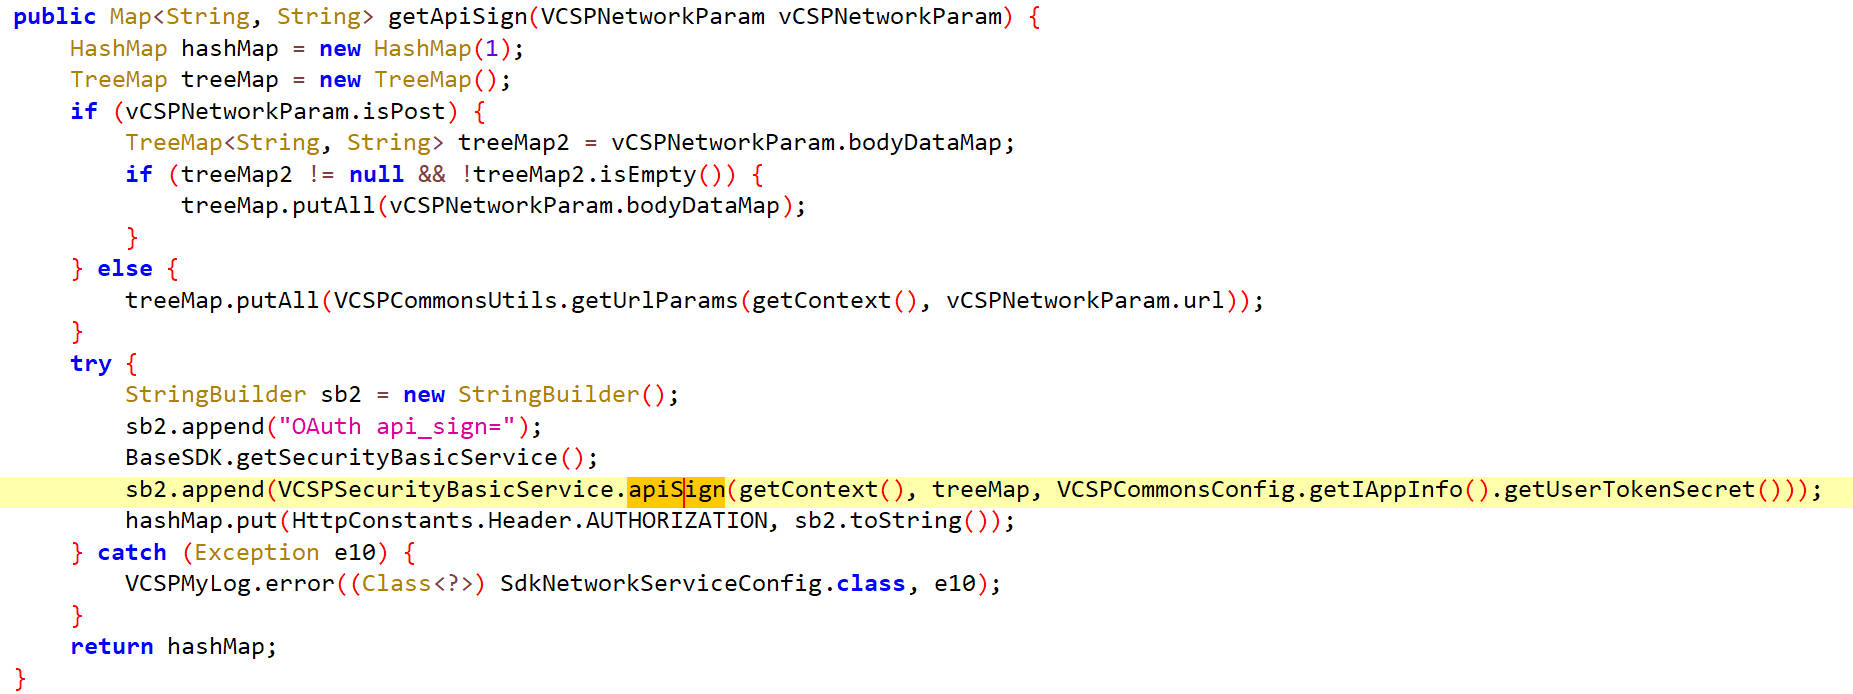 public Map<String, String> getApiSign(VCSPNetworkParam vCSPNetworkParam) {
    HashMap hashMap = new HashMap(1);
    TreeMap treeMap = new TreeMap();
    if (vCSPNetworkParam.isPost) {
        TreeMap<String, String> treeMap2 = vCSPNetworkParam.bodyDataMap;
        if (treeMap2 != null && !treeMap2.isEmpty()) {
            treeMap.putAll(vCSPNetworkParam.bodyDataMap);
        }
    } else {
        treeMap.putAll(VCSPCommonsUtils.getUrlParams(getContext(), vCSPNetworkParam.url));
    }
    try {
        StringBuilder sb2 = new StringBuilder();
        sb2.append("OAuth api_sign=");
        BaseSDK.getSecurityBasicService();
        sb2.append(VCSPSecurityBasicService.apiSign(getContext(), treeMap, VCSPCommonsConfig.getIAppInfo().getUserTokenSecret()));
        hashMap.put(HttpConstants.Header.AUTHORIZATION, sb2.toString());
    } catch (Exception e10) {
        VCSPMyLog.error((Class<?>) SdkNetworkServiceConfig.class, e10);
    }
    return hashMap;
}